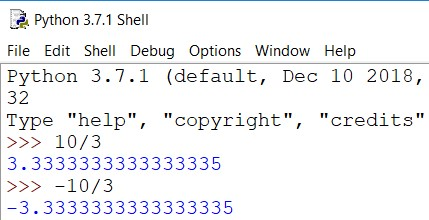 Python 3.7.1 Shell
File Edit Shell Debug Options Window Help
Python 3.7.1 (default, Dec 10 2018,
32
Type "help", "copyright", "credits"
>>> 10/3
3.3333333333333335
>>> -10/3
-3.3333333333333335